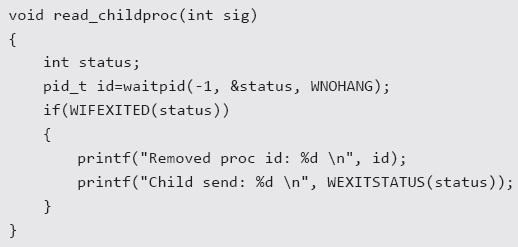 void read_childproc(int sig)
{
    int status;
    pid_t id=waitpid(-1, &status, WNOHANG);
    if(WIFEXITED(status))
    {
        printf("Removed proc id: %d \n", id);
        printf("Child send: %d \n", WEXITSTATUS(status));
    }
}